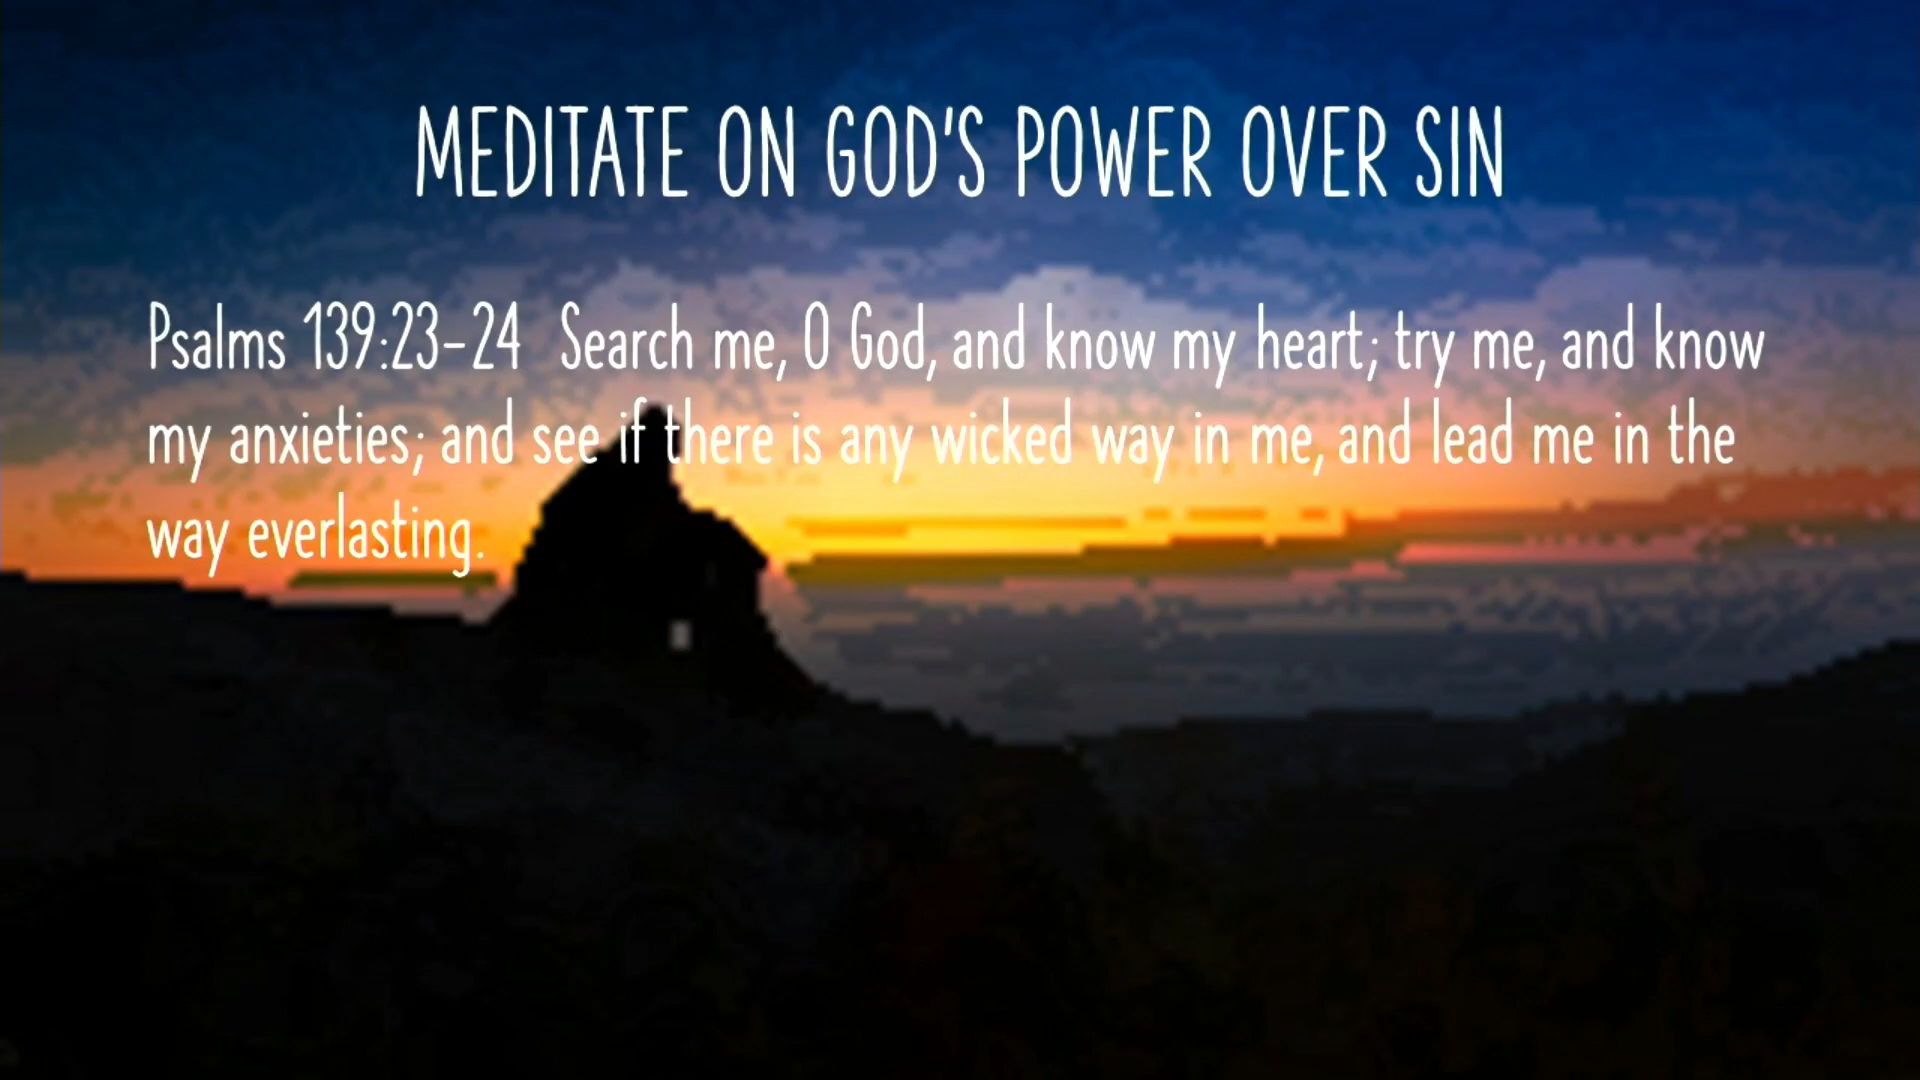 MEDITATE ON GOD'S POWER OVER SIN
Psalms 139:23-24 Search me, O God, and know my heart; try me, and know
my anxieties; and see if there is any wicked way in me, and lead me in the
way everlasting.